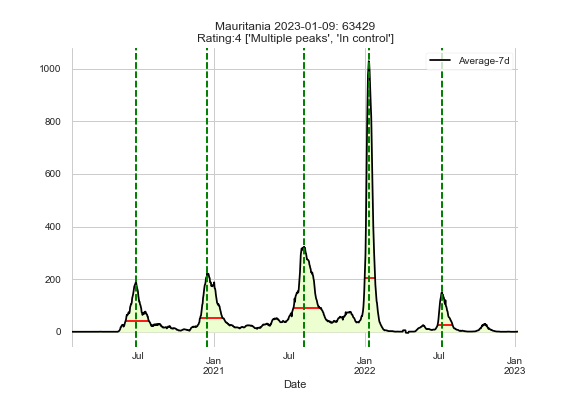 Mauritania 2023-01-09: 63429
Rating:4 ['Multiple peaks', 'In control']
Average-7d
1000
800
600
400
200
0
Jul
Jan
2021
Jul
Jan
2022
Jul
Jan
2023
Date